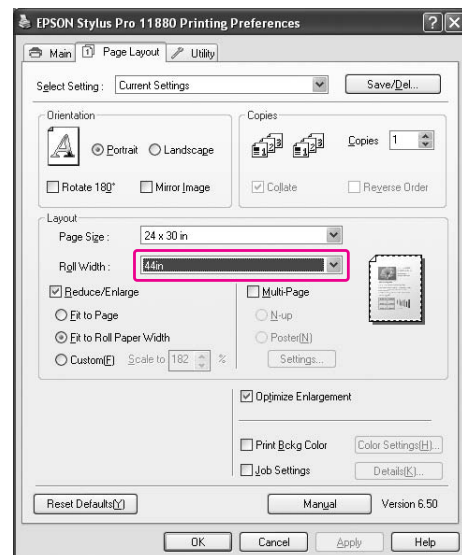 EPSON Stylus Pro 11880 Printing Preferences
Main Page Layout Utility
Select Setting : Current Settings Save/Del...
Orientation Copies
Portrait Landscape Copies 1
Rotate 180° Mirror Image Collate Reverse Order
Layout
Page Size : 24 x 30 in
Roll Width : 44in
Reduce/Enlarge Multi-Page
Fit to Page N-up
Fit to Roll Paper Width Poster(N)
Custom(F) Scale to 182 % Settings...
Optimize Enlargement
Print Bckg Color Color Settings(H)...
Job Settings Details(K)...
Reset Defaults(Y) Manual Version 6.50
OK Cancel Apply Help